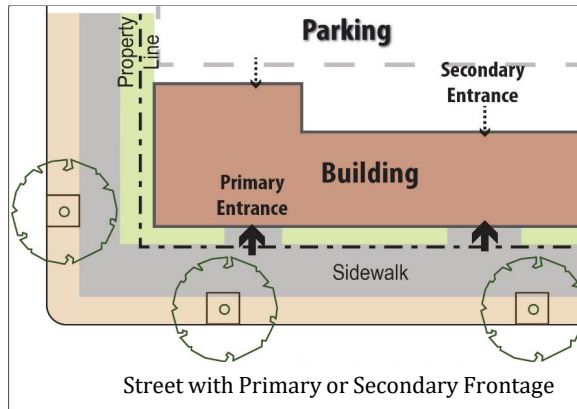 Parking
Property
Line
Secondary
Entrance
Primary
Entrance
Building
Sidewalk
Street with Primary or Secondary Frontage